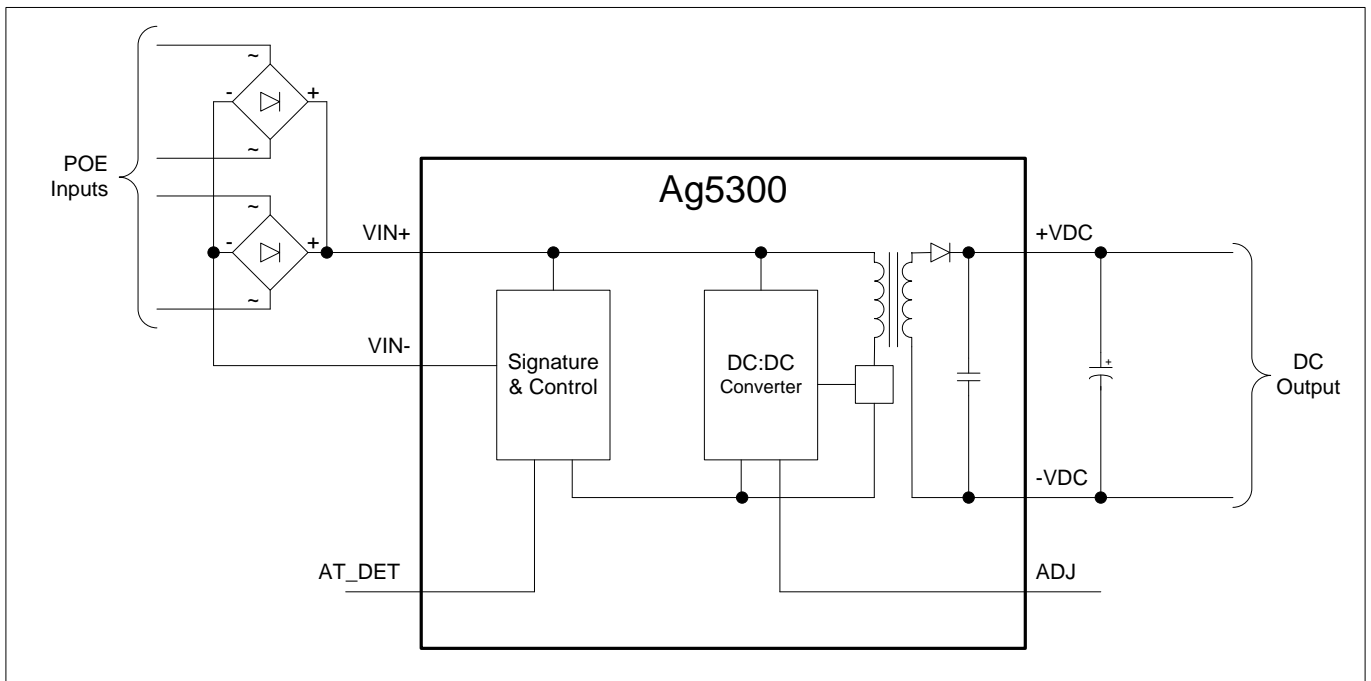 ~
-
+
~
POE
Inputs
~
-
+
~
Ag5300
VIN+
VIN-
Signature
& Control
DC:DC
Converter
+VDC
+
-VDC
DC
Output
AT_DET
ADJ